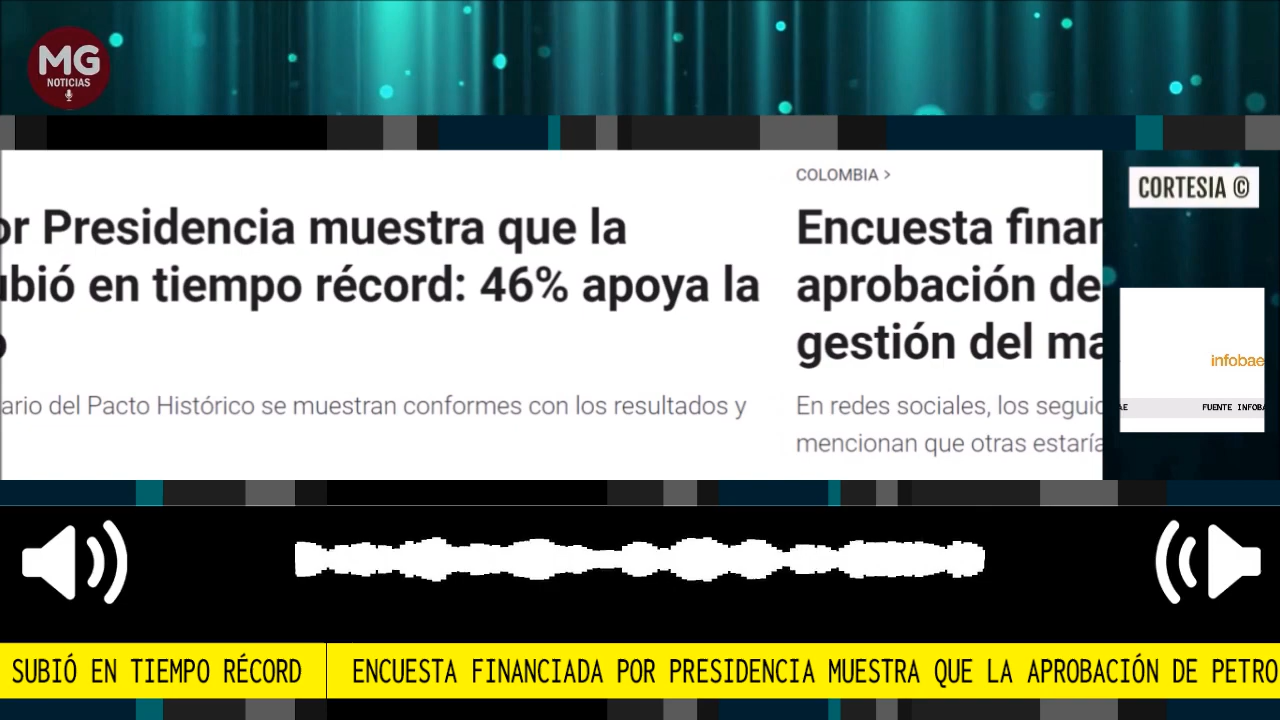 MG
NOTICIAS
or Presidencia muestra que la
ubió en tiempo récord: 46% apoya la
o
ario del Pacto Histórico se muestran conformes con los resultados y
COLOMBIA >
Encuesta finan
aprobación de
gestión del ma
En redes sociales, los seguid
mencionan que otras estaría
CORTESIA ©
infobae
AE FUENTE INFOBA
SUBIÓ EN TIEMPO RÉCORD
ENCUESTA FINANCIADA POR PRESIDENCIA MUESTRA QUE LA APROBACIÓN DE PETRO